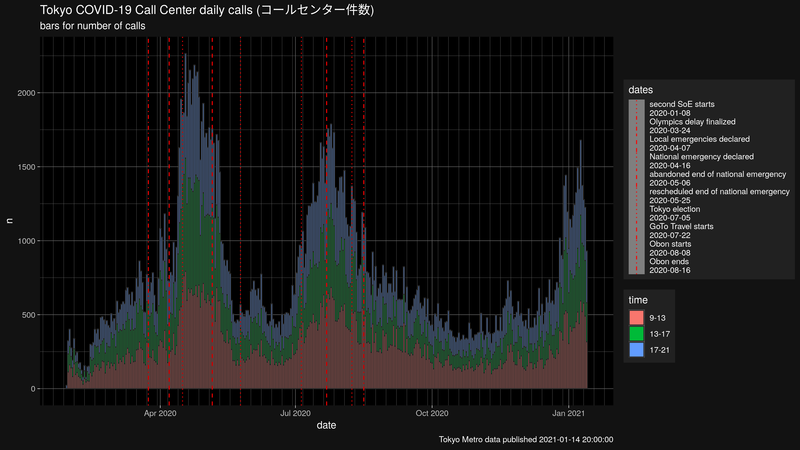 Tokyo COVID-19 Call Center daily calls (コールセンター件数)
bars for number of calls
n
2000
1500
1000
500
0
Apr 2020
Jul 2020
Oct 2020
Jan 2021
date
Tokyo Metro data published 2021-01-14 20:00:00
dates
second SoE starts
2020-01-08
Olympics delay finalized
2020-03-24
Local emergencies declared
2020-04-07
National emergency declared
2020-04-16
abandoned end of national emergency
2020-05-06
rescheduled end of national emergency
2020-05-25
Tokyo election
2020-07-05
GoTo Travel starts
2020-07-22
Obon starts
2020-08-08
Obon ends
2020-08-16
time
9-13
13-17
17-21